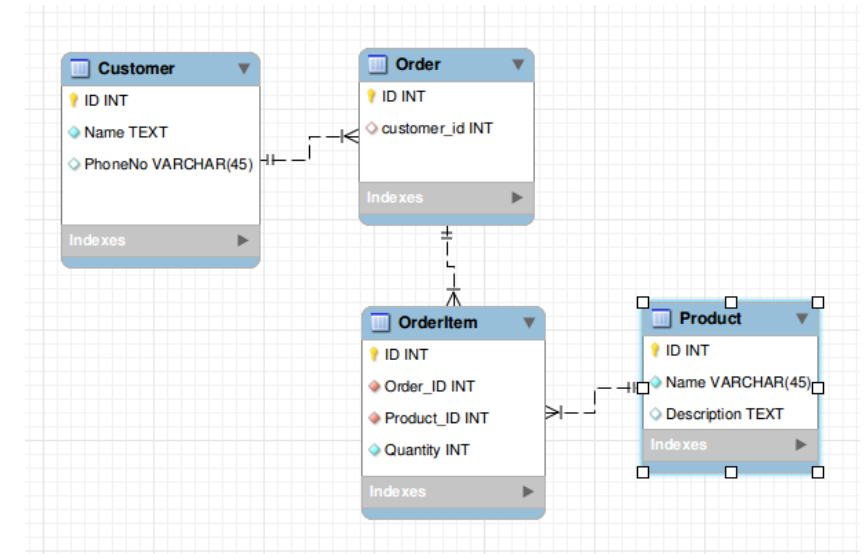 Customer
ID INT
Name TEXT
PhoneNo VARCHAR(45)
Indexes
Order
ID INT
customer_id INT
Indexes
OrderItem
ID INT
Order_ID INT
Product_ID INT
Quantity INT
Indexes
Product
ID INT
Name VARCHAR(45)
Description TEXT
Indexes